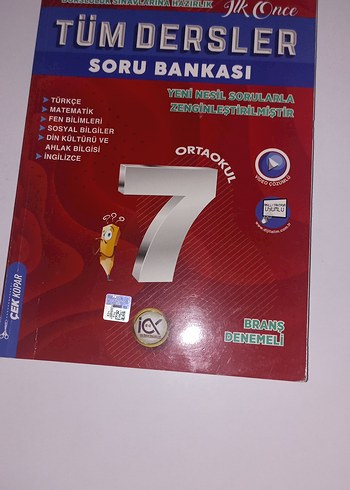 BURSLULUK SINAVLARINA HAZIRLIK
İlk Önce
TÜM DERSLER
SORU BANKASI
YENİ NESİL SORULARLA
ZENGİNLEŞTİRİLMİŞTİR
TÜRKÇE
MATEMATİK
FEN BİLİMLERİ
SOSYAL BİLGİLER
DİN KÜLTÜRÜ VE
AHLAK BİLGİSİ
İNGİLİZCE
ORTAOKUL
7
VİDEO ÇÖZÜMLÜ
UYUMLU
???
ÇEK KOPAR
BRANŞ
DENEMELİ